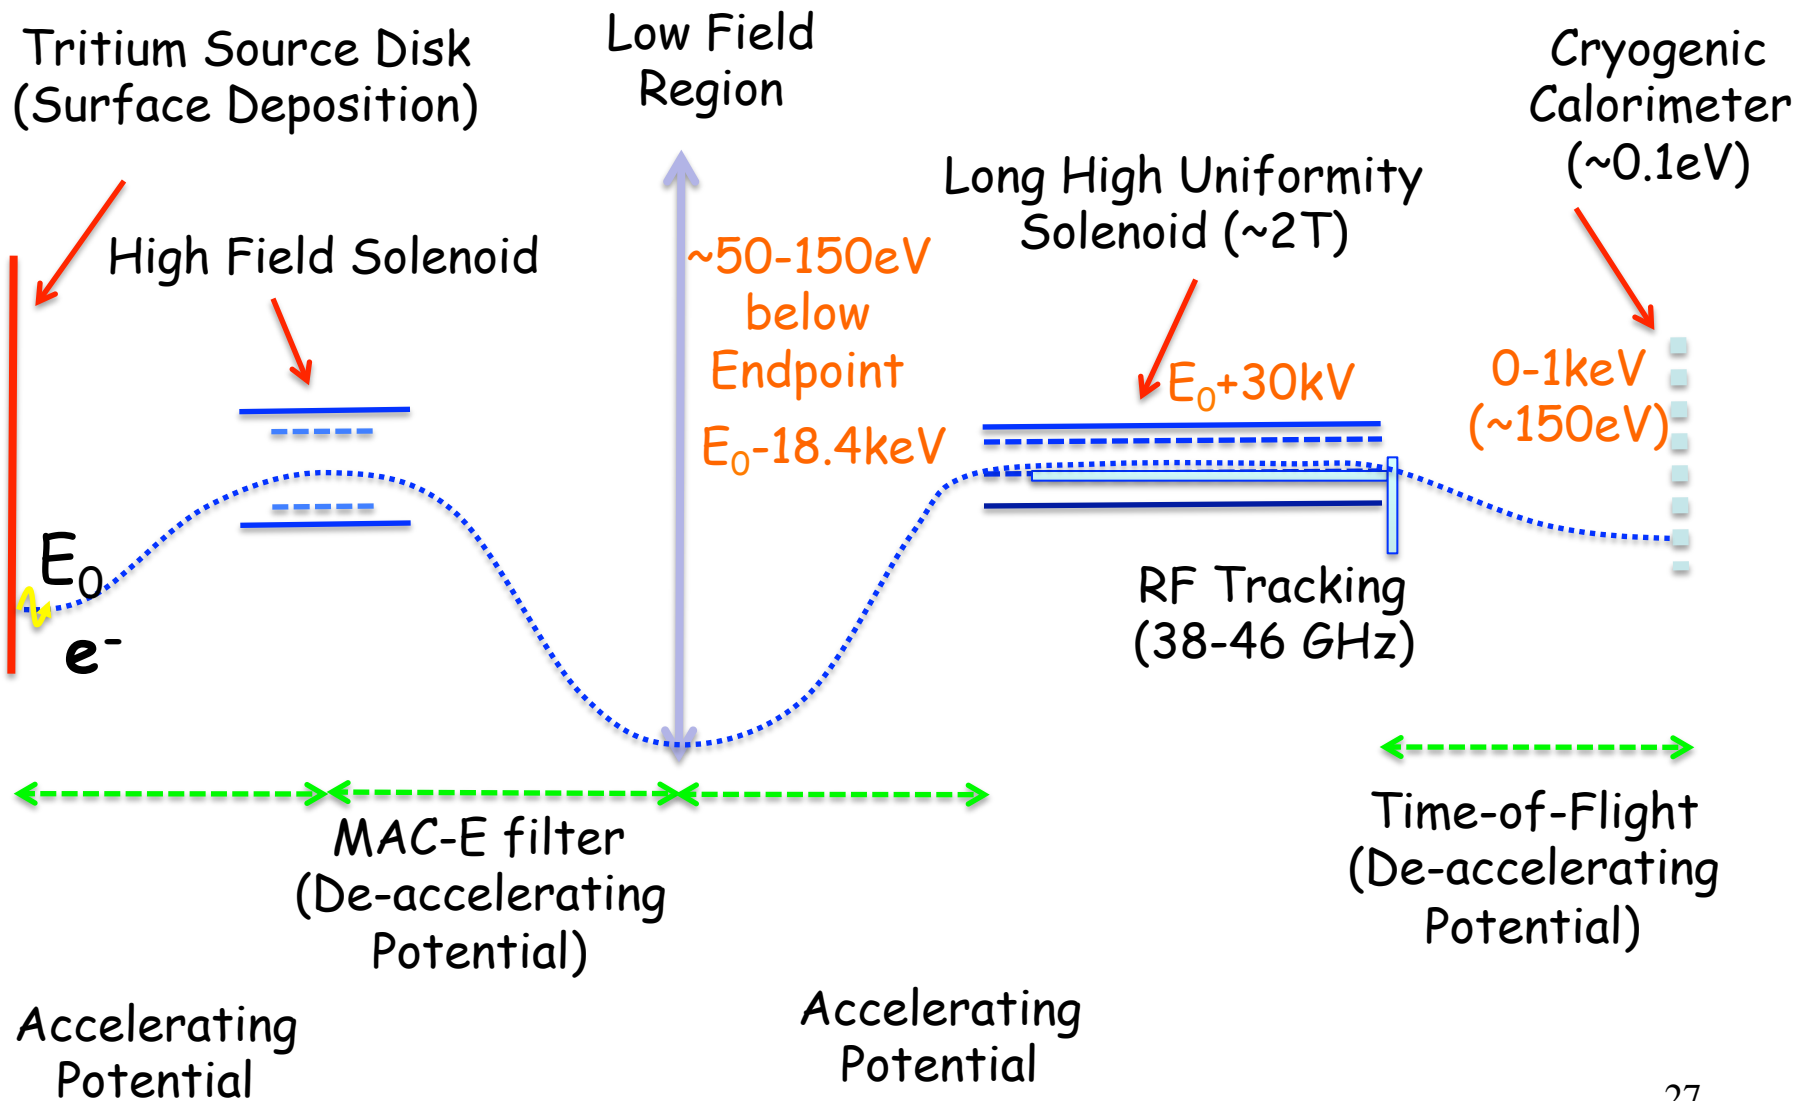 Tritium Source Disk
(Surface Deposition)
Low Field
Region
Cryogenic
Calorimeter
(~0.1eV)
Long High Uniformity
Solenoid (~2T)
High Field Solenoid
~50-150eV
below
Endpoint
E₀-18.4keV
E₀+30kV
0-1keV
(~150eV)
E₀
e⁻
RF Tracking
(38-46 GHz)
MAC-E filter
(De-accelerating
Potential)
Time-of-Flight
(De-accelerating
Potential)
Accelerating
Potential
Accelerating
Potential
27